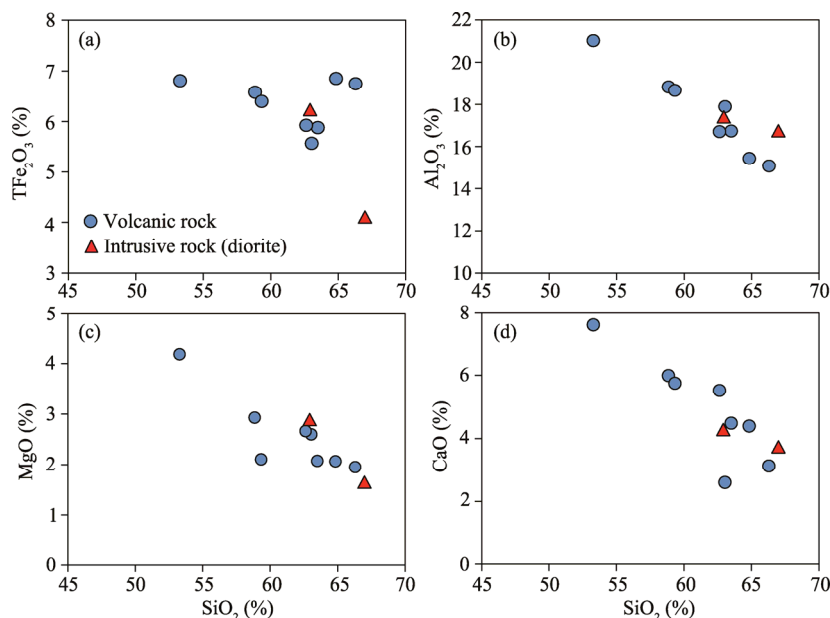 (a)
TFe₂O₃ (%)
8
7
6
5
4
3
Volcanic rock
Intrusive rock (diorite)
45 50 55 60 65 70
(b)
Al₂O₃ (%)
22
20
18
16
14
12
10
45 50 55 60 65 70
(c)
MgO (%)
5
4
3
2
1
0
45 50 55 60 65 70
SiO₂ (%)
(d)
CaO (%)
8
6
4
2
0
45 50 55 60 65 70
SiO₂ (%)